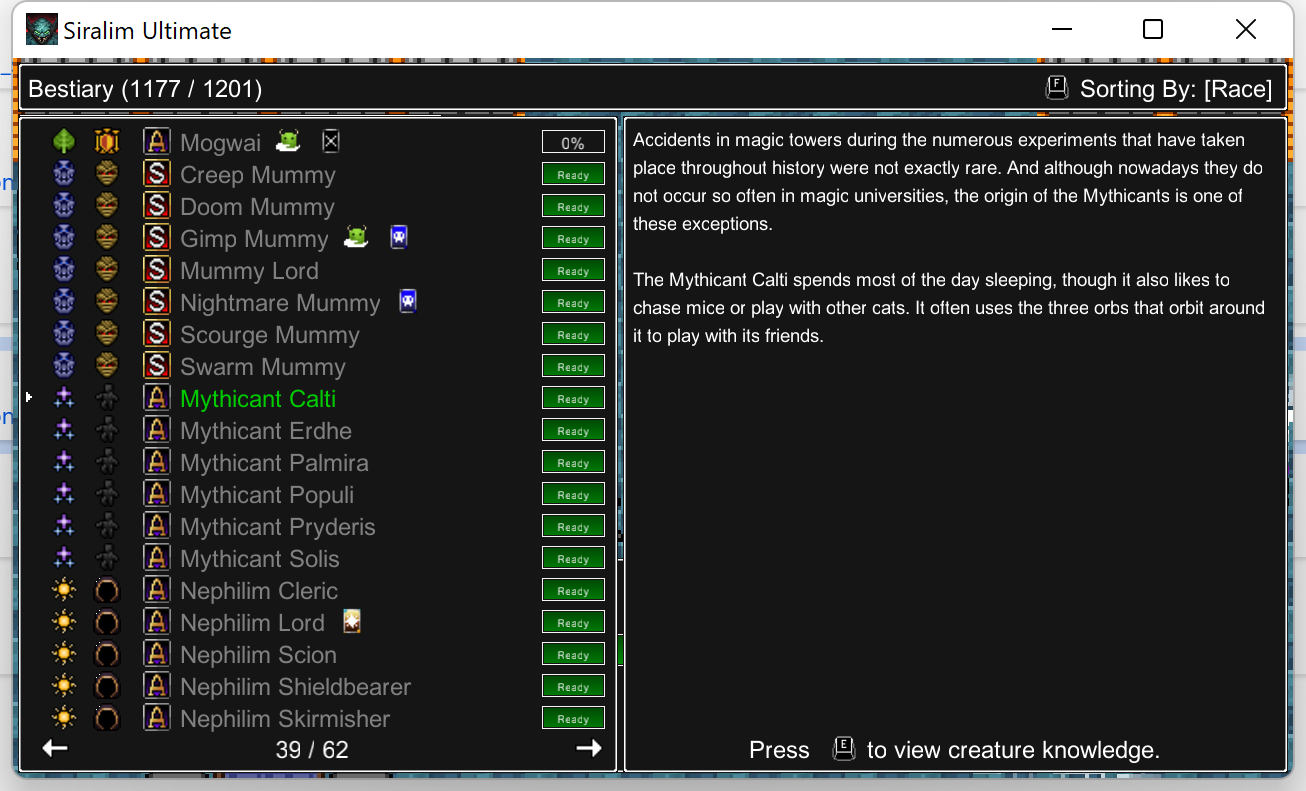 Siralim Ultimate
Bestiary (1177 / 1201)
F Sorting By: [Race]
A Mogwai 0%
S Creep Mummy Ready
S Doom Mummy Ready
S Gimp Mummy Ready
S Mummy Lord Ready
S Nightmare Mummy Ready
S Scourge Mummy Ready
S Swarm Mummy Ready
A Mythicant Calti Ready
A Mythicant Erdhe Ready
A Mythicant Palmira Ready
A Mythicant Populi Ready
A Mythicant Pryderis Ready
A Mythicant Solis Ready
A Nephilim Cleric Ready
A Nephilim Lord Ready
A Nephilim Scion Ready
A Nephilim Shieldbearer Ready
A Nephilim Skirmisher Ready
39 / 62
Accidents in magic towers during the numerous experiments that have taken
place throughout history were not exactly rare. And although nowadays they do
not occur so often in magic universities, the origin of the Mythicants is one of
these exceptions.
The Mythicant Calti spends most of the day sleeping, though it also likes to
chase mice or play with other cats. It often uses the three orbs that orbit around
it to play with its friends.
Press E to view creature knowledge.